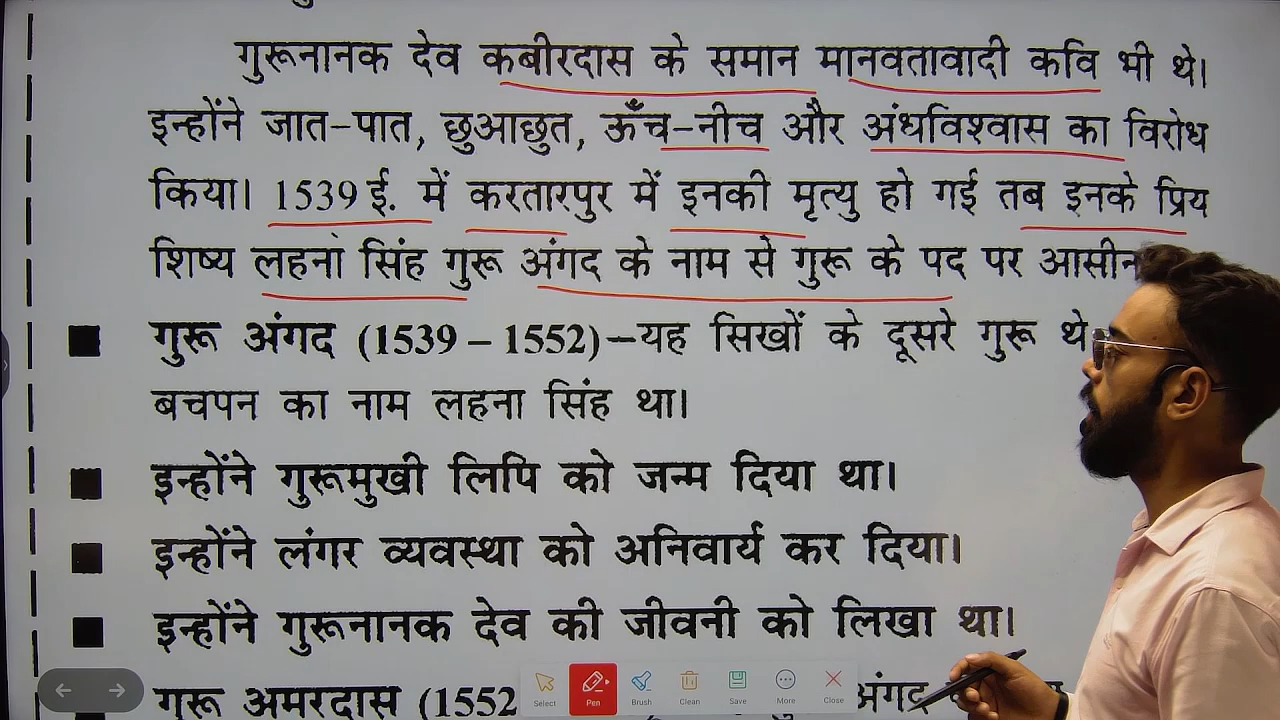 गुरूनानक देव कबीरदास के समान मानवतावादी कवि भी थे।
इन्होंने जात-पात, छुआछुत, ऊँच-नीच और अंधविश्वास का विरोध
किया। 1539 ई. में करतारपुर में इनकी मृत्यु हो गई तब इनके प्रिय
शिष्य लहना सिंह गुरू अंगद के नाम से गुरू के पद पर आसीन
■ गुरू अंगद (1539 – 1552)–यह सिखों के दूसरे गुरू थे
बचपन का नाम लहना सिंह था।
■ इन्होंने गुरूमुखी लिपि को जन्म दिया था।
■ इन्होंने लंगर व्यवस्था को अनिवार्य कर दिया।
■ इन्होंने गुरूनानक देव की जीवनी को लिखा था।
■ गुरू अमरदास (1552 अंगद
Select Pen Brush Clean Save More Close